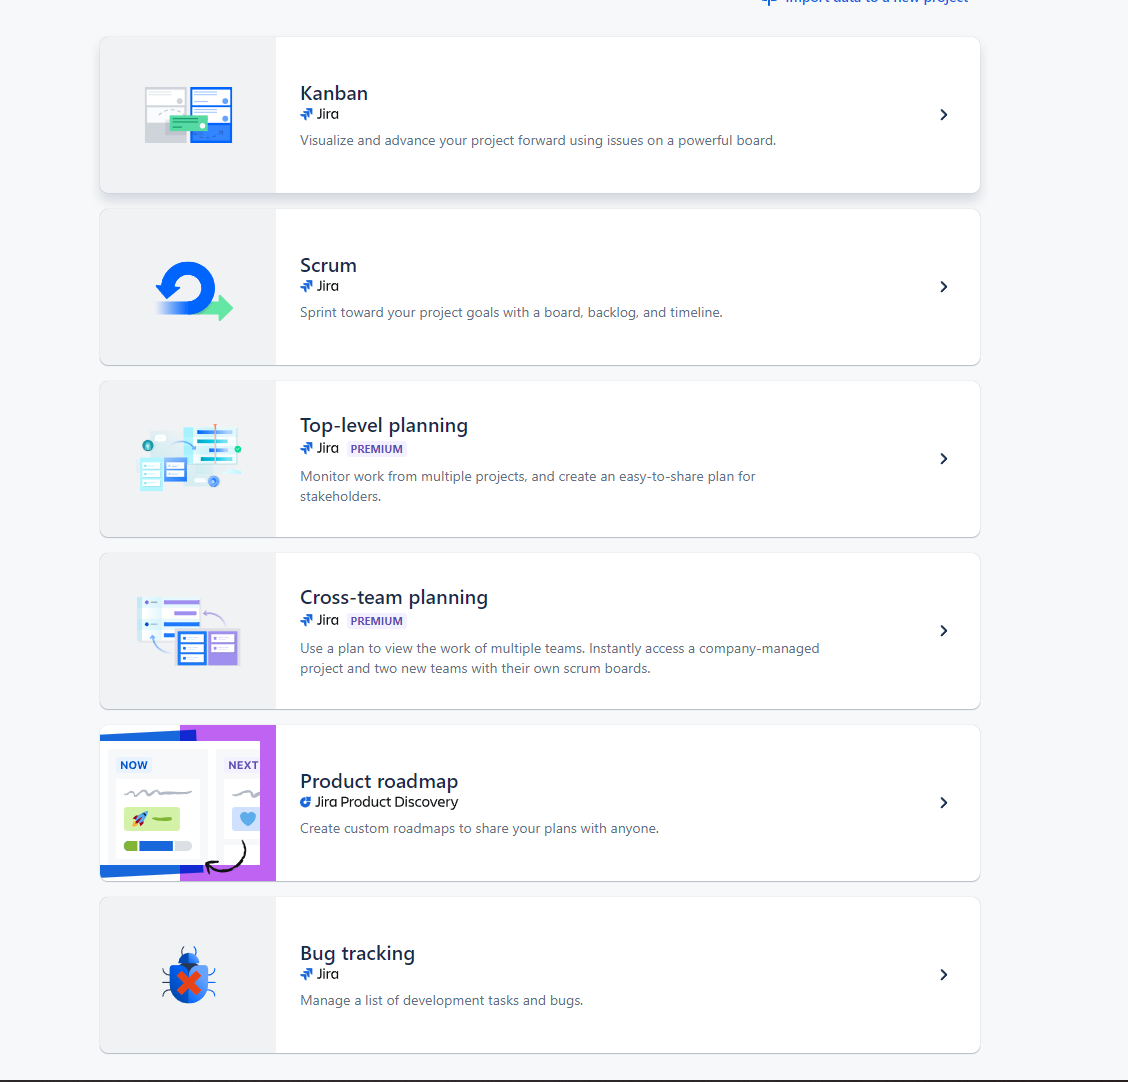 Import data to a new project
Kanban
Jira
Visualize and advance your project forward using issues on a powerful board.
Scrum
Jira
Sprint toward your project goals with a board, backlog, and timeline.
Top-level planning
Jira PREMIUM
Monitor work from multiple projects, and create an easy-to-share plan for
stakeholders.
Cross-team planning
Jira PREMIUM
Use a plan to view the work of multiple teams. Instantly access a company-managed
project and two new teams with their own scrum boards.
NOW
NEXT
Product roadmap
Jira Product Discovery
Create custom roadmaps to share your plans with anyone.
Bug tracking
Jira
Manage a list of development tasks and bugs.